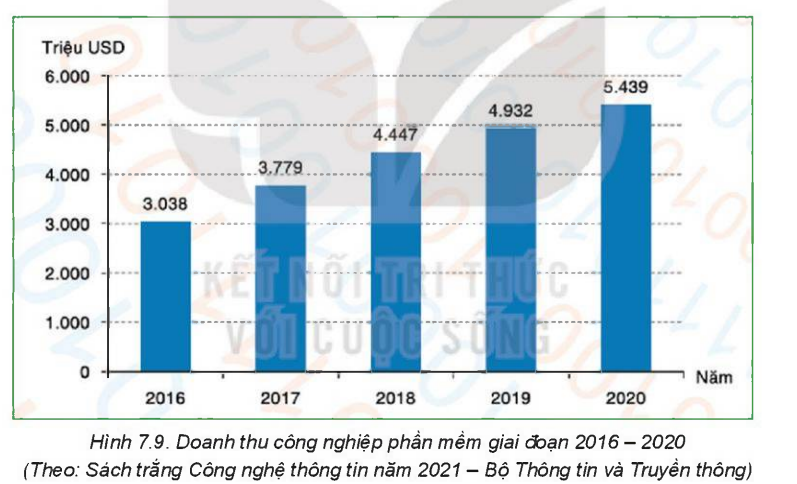 Triệu USD
6.000
5.000
4.000
3.000
2.000
1.000
0
3.038
3.779
4.447
4.932
5.439
2016 2017 2018 2019 2020
Năm
KẾT NỐI TRI THỨC
VỚI CUỘC SỐNG
Hình 7.9. Doanh thu công nghiệp phần mềm giai đoạn 2016 – 2020
(Theo: Sách trắng Công nghệ thông tin năm 2021 – Bộ Thông tin và Truyền thông)